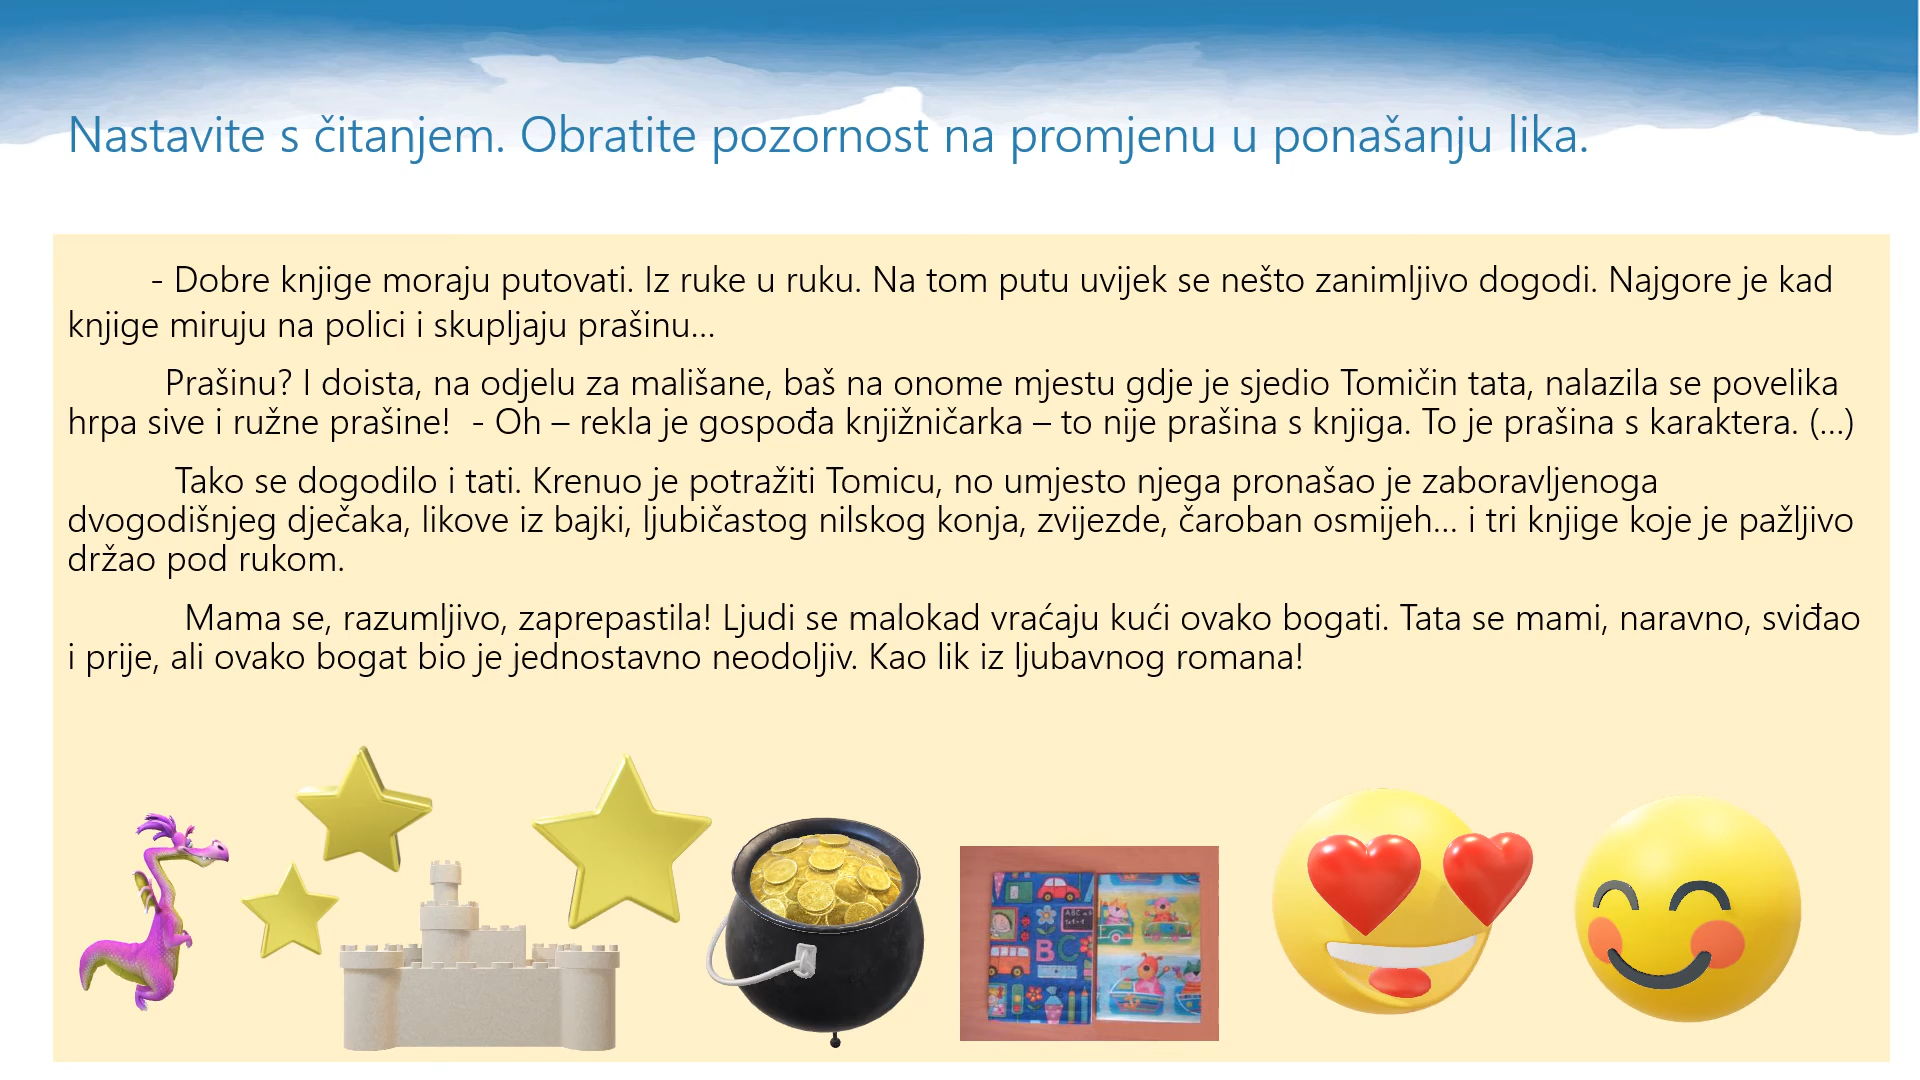 Nastavite s čitanjem. Obratite pozornost na promjenu u ponašanju lika.
- Dobre knjige moraju putovati. Iz ruke u ruku. Na tom putu uvijek se nešto zanimljivo dogodi. Najgore je kad
knjige miruju na polici i skupljaju prašinu...
Prašinu? I doista, na odjelu za mališane, baš na onome mjestu gdje je sjedio Tomičin tata, nalazila se povelika
hrpa sive i ružne prašine! - Oh – rekla je gospođa knjižničarka – to nije prašina s knjiga. To je prašina s karaktera. (...)
Tako se dogodilo i tati. Krenuo je potražiti Tomicu, no umjesto njega pronašao je zaboravljenoga
dvogodišnjeg dječaka, likove iz bajki, ljubičastog nilskog konja, zvijezde, čaroban osmijeh... i tri knjige koje je pažljivo
držao pod rukom.
Mama se, razumljivo, zaprepastila! Ljudi se malokad vraćaju kući ovako bogati. Tata se mami, naravno, sviđao
i prije, ali ovako bogat bio je jednostavno neodoljiv. Kao lik iz ljubavnog romana!
ABC
B C